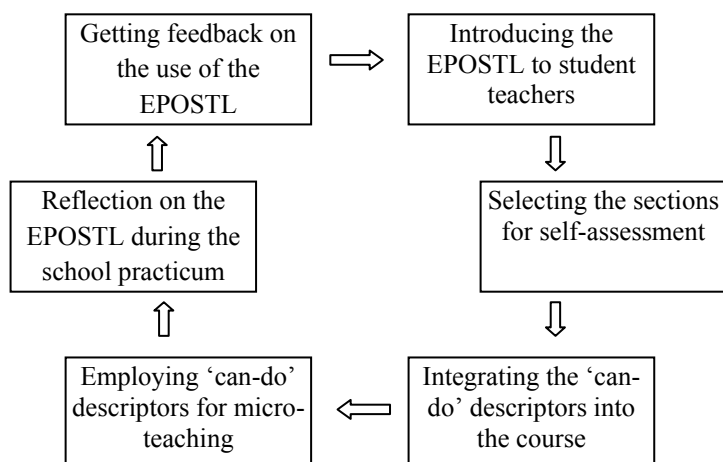 Getting feedback on
the use of the
EPOSTL
Introducing the
EPOSTL to student
teachers
Selecting the sections
for self-assessment
Integrating the ‘can-
do’ descriptors into
the course
Employing ‘can-do’
descriptors for micro-
teaching
Reflection on the
EPOSTL during the
school practicum